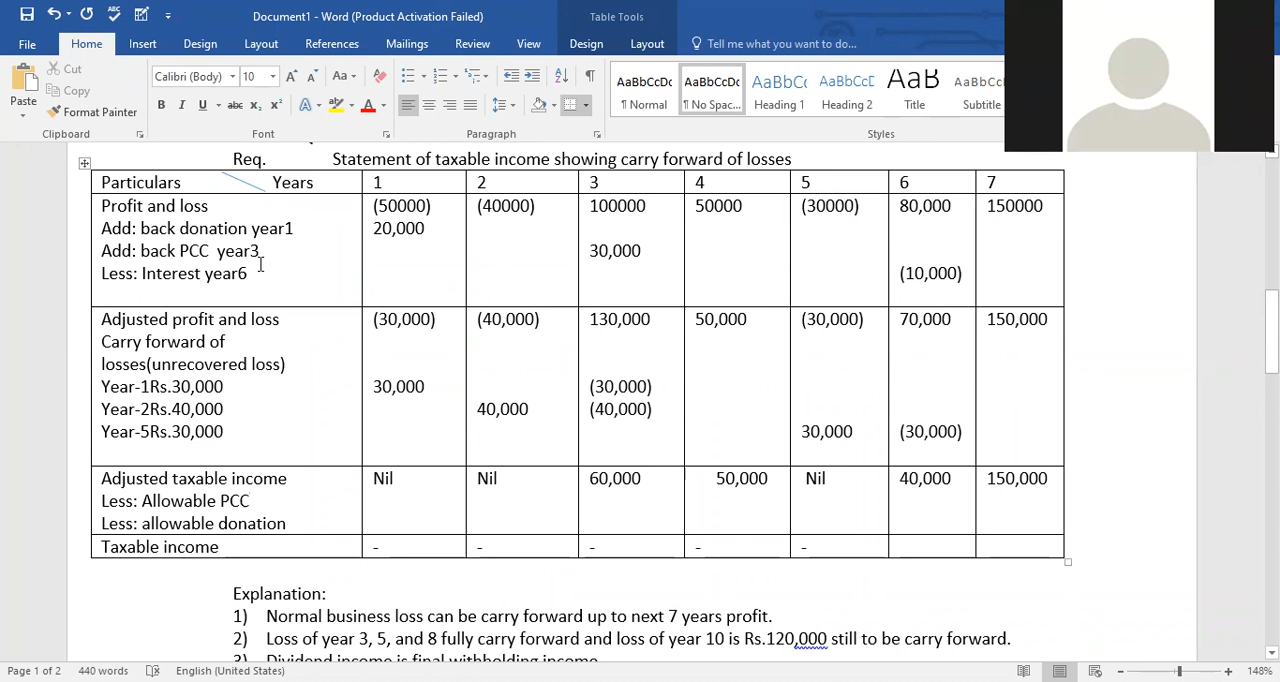 Document1 - Word (Product Activation Failed)
Table Tools
File Home Insert Design Layout References Mailings Review View Design Layout Tell me what you want to do...
Cut
Copy
Paste
Format Painter
Calibri (Body) 10
AaBbCcDc AaBbCcDc AaBbCc AaBbCcE AaB AaBbCcD
¶ Normal ¶ No Spac... Heading 1 Heading 2 Title Subtitle
Clipboard Font Paragraph Styles
Req. Statement of taxable income showing carry forward of losses
Particulars Years 1 2 3 4 5 6 7
Profit and loss (50000) (40000) 100000 50000 (30000) 80,000 150000
Add: back donation year1 20,000
Add: back PCC year3 30,000
Less: Interest year6 (10,000)
Adjusted profit and loss (30,000) (40,000) 130,000 50,000 (30,000) 70,000 150,000
Carry forward of
losses(unrecovered loss)
Year-1Rs.30,000 30,000 (30,000)
Year-2Rs.40,000 40,000 (40,000)
Year-5Rs.30,000 30,000 (30,000)
Adjusted taxable income Nil Nil 60,000 50,000 Nil 40,000 150,000
Less: Allowable PCC
Less: allowable donation
Taxable income - - - - -
Explanation:
1) Normal business loss can be carry forward up to next 7 years profit.
2) Loss of year 3, 5, and 8 fully carry forward and loss of year 10 is Rs.120,000 still to be carry forward.
3) Dividend income is final withholding income
Page 1 of 2 440 words English (United States) 148%